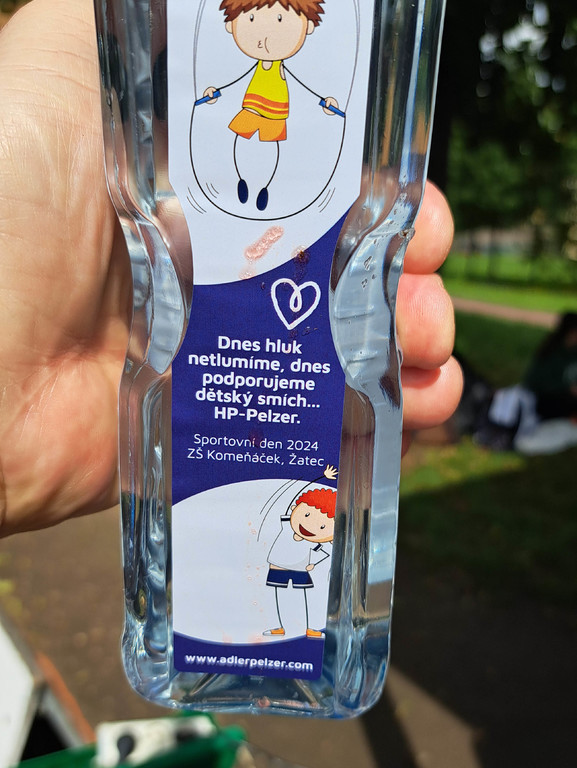 Dnes hluk
netlumíme, dnes
podporujeme
dětský smích...
HP-Pelzer.
Sportovní den 2024
ZŠ Komeňáček, Žatec
www.adlerpelzer.com